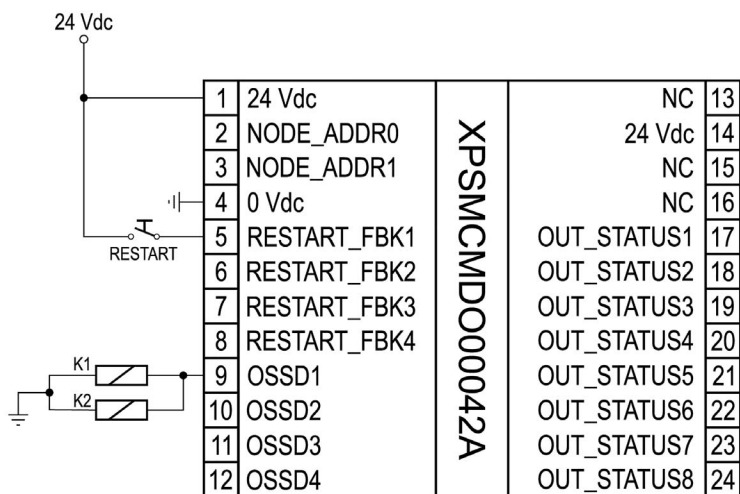 24 Vdc
1 24 Vdc NC 13
2 NODE_ADDR0 24 Vdc 14
3 NODE_ADDR1 NC 15
4 0 Vdc NC 16
5 RESTART_FBK1 OUT_STATUS1 17
RESTART
6 RESTART_FBK2 OUT_STATUS2 18
7 RESTART_FBK3 OUT_STATUS3 19
8 RESTART_FBK4 OUT_STATUS4 20
K1
9 OSSD1 OUT_STATUS5 21
K2
10 OSSD2 OUT_STATUS6 22
11 OSSD3 OUT_STATUS7 23
12 OSSD4 OUT_STATUS8 24
XPSMCMDO00042A